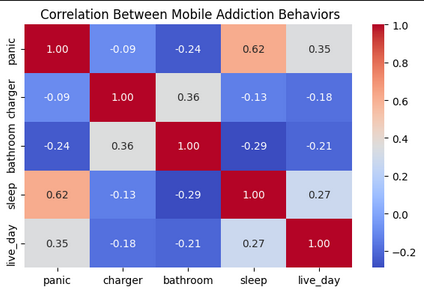 Correlation Between Mobile Addiction Behaviors
panic 1.00 -0.09 -0.24 0.62 0.35
charger -0.09 1.00 0.36 -0.13 -0.18
bathroom -0.24 0.36 1.00 -0.29 -0.21
sleep 0.62 -0.13 -0.29 1.00 0.27
live_day 0.35 -0.18 -0.21 0.27 1.00
panic charger bathroom sleep live_day
1.0
0.8
0.6
0.4
0.2
0.0
−0.2